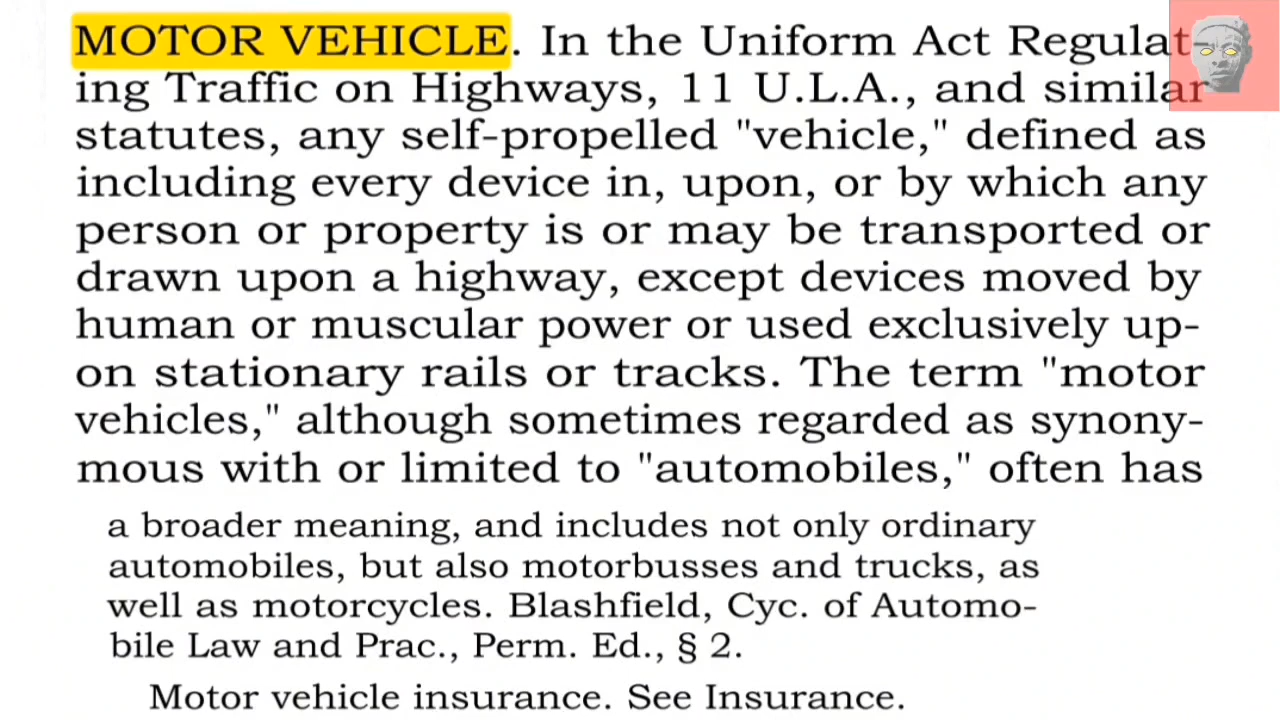 MOTOR VEHICLE. In the Uniform Act Regulat-
ing Traffic on Highways, 11 U.L.A., and similar
statutes, any self-propelled "vehicle," defined as
including every device in, upon, or by which any
person or property is or may be transported or
drawn upon a highway, except devices moved by
human or muscular power or used exclusively up-
on stationary rails or tracks. The term "motor
vehicles," although sometimes regarded as synony-
mous with or limited to "automobiles," often has
a broader meaning, and includes not only ordinary
automobiles, but also motorbusses and trucks, as
well as motorcycles. Blashfield, Cyc. of Automo-
bile Law and Prac., Perm. Ed., § 2.
Motor vehicle insurance. See Insurance.